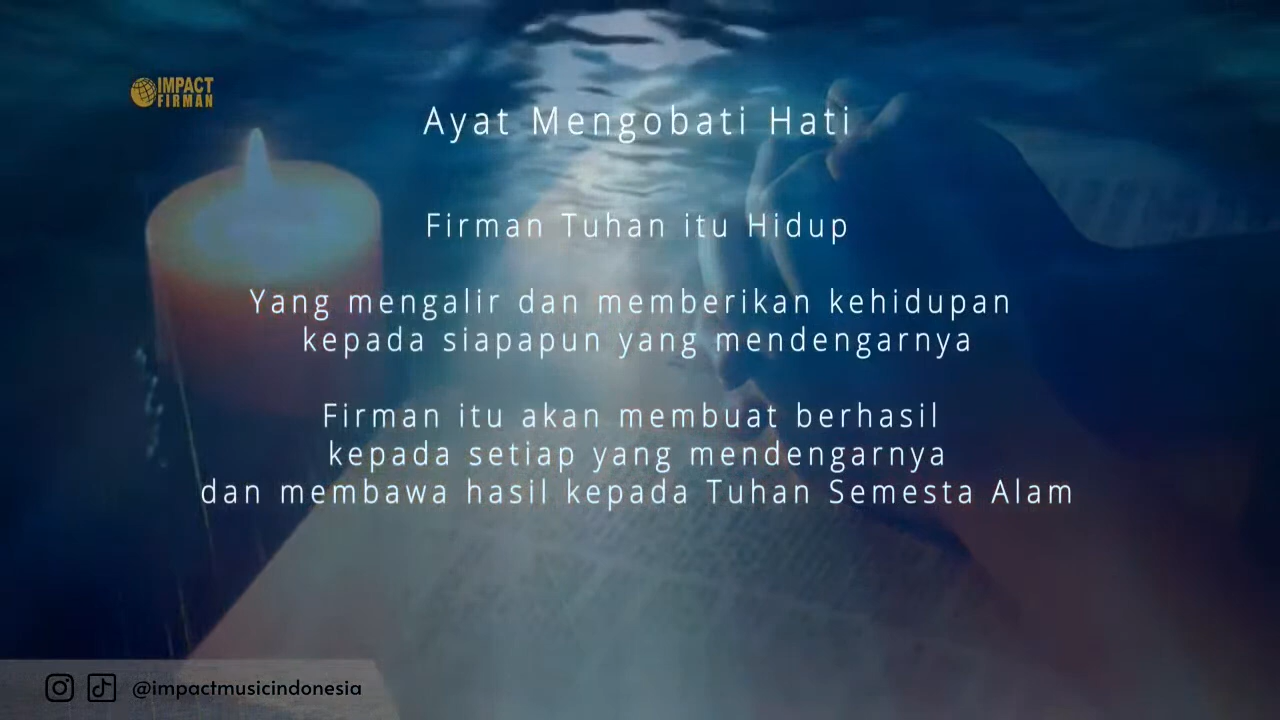 IMPACT
FIRMAN
Ayat Mengobati Hati
Firman Tuhan itu Hidup
Yang mengalir dan memberikan kehidupan
kepada siapapun yang mendengarnya
Firman itu akan membuat berhasil
kepada setiap yang mendengarnya
dan membawa hasil kepada Tuhan Semesta Alam
@impactmusicindonesia